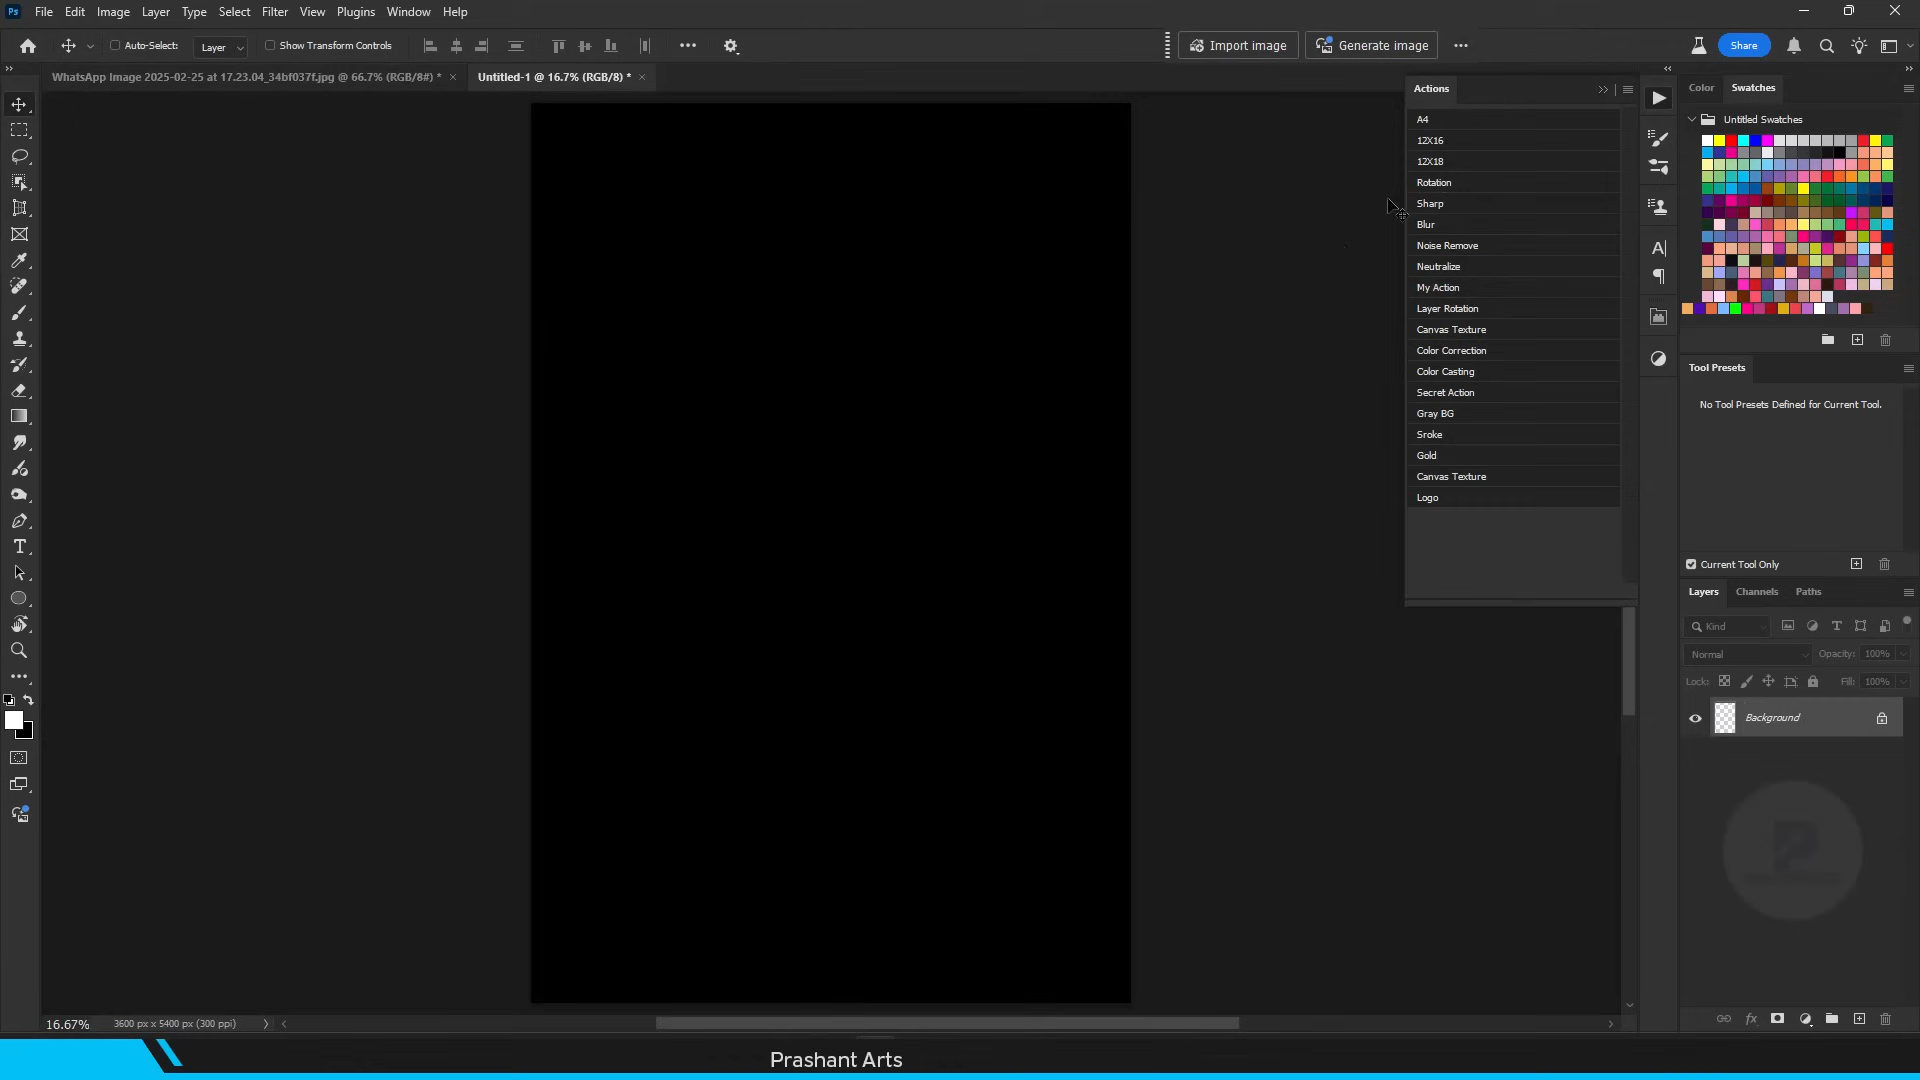 Ps File Edit Image Layer Type Select Filter View Plugins Window Help
Auto-Select: Layer Show Transform Controls Import image Generate image Share
WhatsApp Image 2025-02-25 at 17.23.04_34bf037f.jpg @ 66.7% (RGB/8#) * Untitled-1 @ 16.7% (RGB/8) *
Actions
A4
12X16
12X18
Rotation
Sharp
Blur
Noise Remove
Neutralize
My Action
Layer Rotation
Canvas Texture
Color Correction
Color Casting
Secret Action
Gray BG
Sroke
Gold
Canvas Texture
Logo
Color Swatches
Untitled Swatches
Tool Presets
No Tool Presets Defined for Current Tool.
Current Tool Only
Layers Channels Paths
Kind
Normal Opacity: 100%
Lock: Fill: 100%
Background
16.67% 3600 px x 5400 px (300 ppi)
Prashant Arts